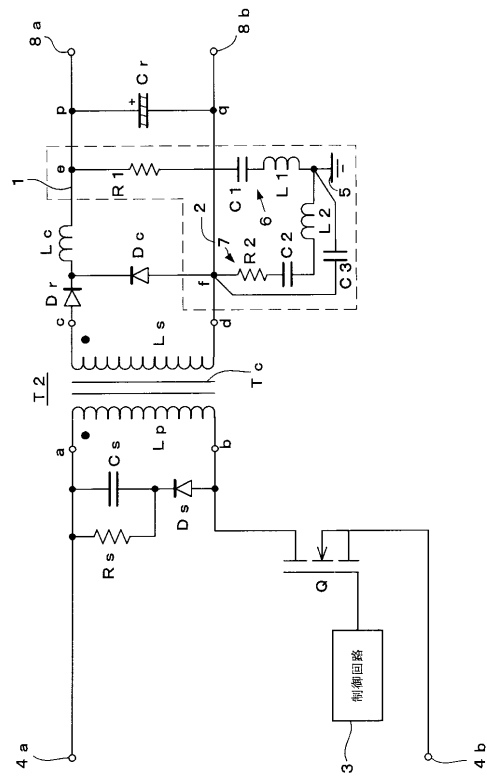 8a
8b
p
Cr
+
q
e
1
R1
C1
L1
6
5
2
7
R2
C2
L2
C3
f
Lc
Dc
Dr
c
d
Ls
T2
Tc
a
b
Lp
Cs
Rs
Ds
Q
制御回路
3
4a
4b